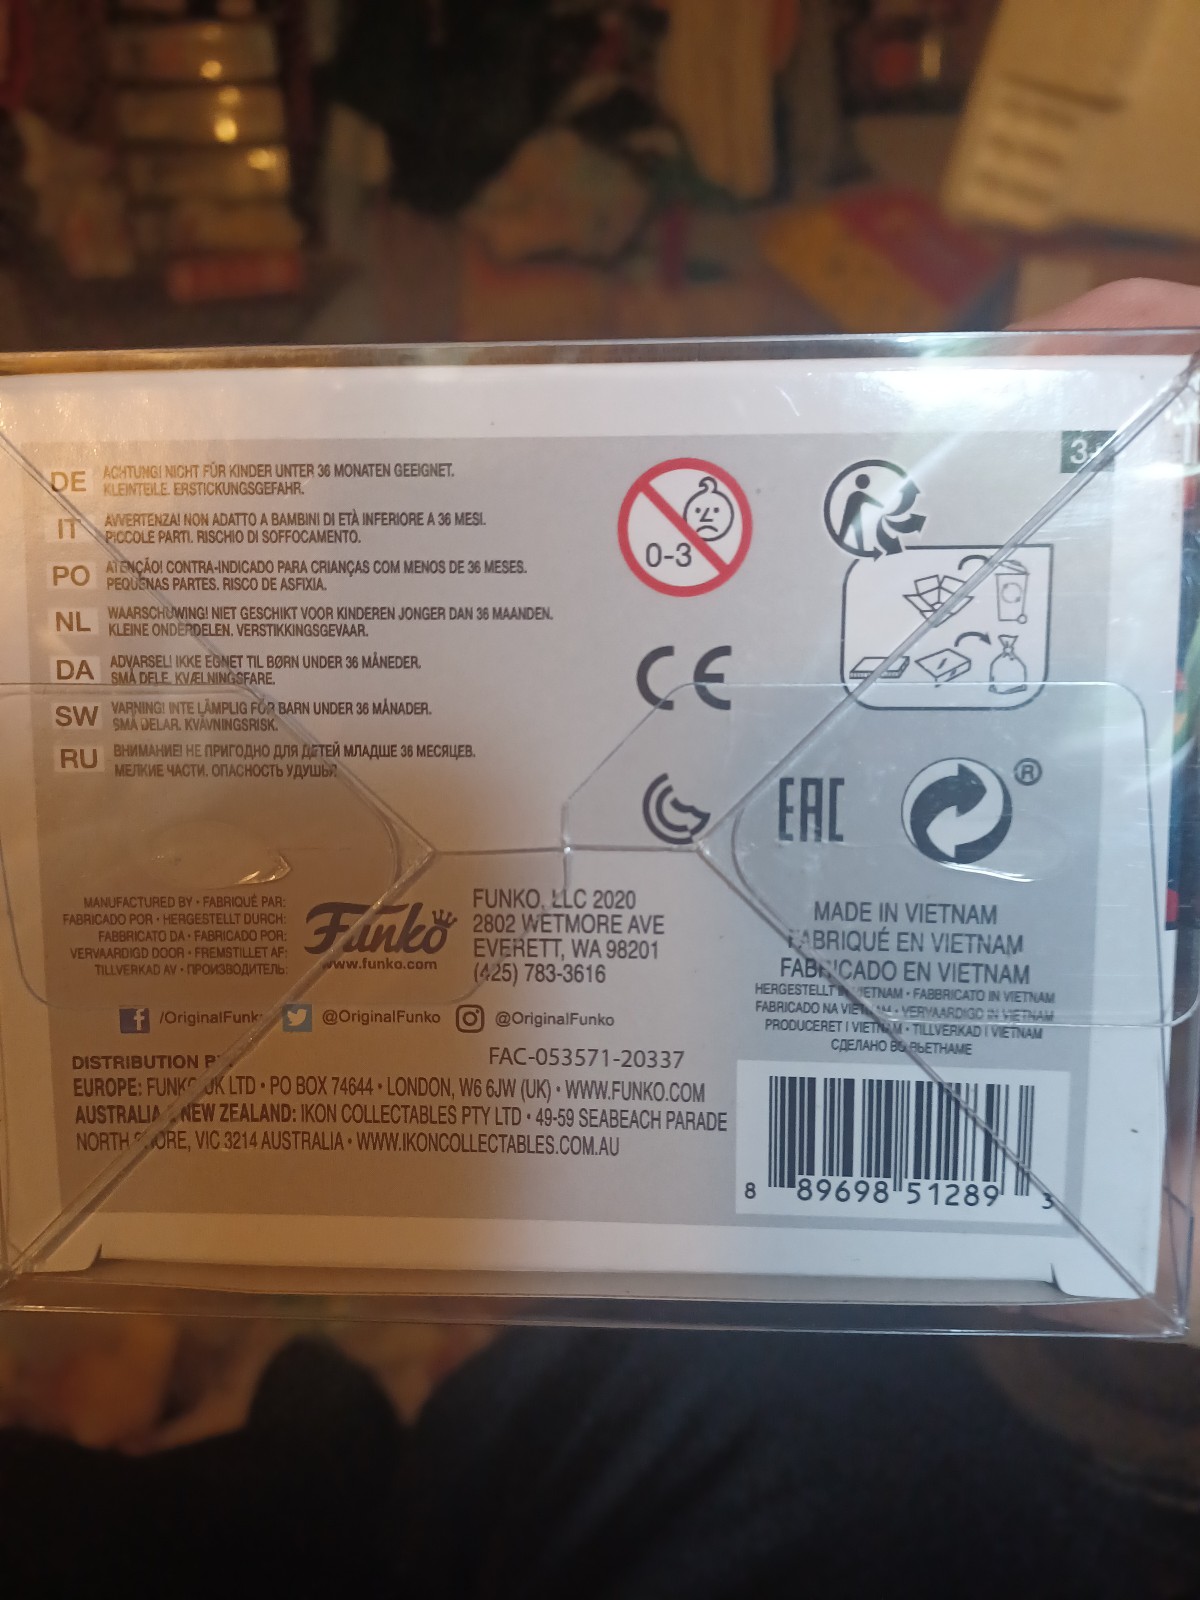 3+
DE ACHTUNG! NICHT FÜR KINDER UNTER 36 MONATEN GEEIGNET.
KLEINTEILE. ERSTICKUNGSGEFAHR.
IT AVVERTENZA! NON ADATTO A BAMBINI DI ETÀ INFERIORE A 36 MESI.
PICCOLE PARTI. RISCHIO DI SOFFOCAMENTO.
PO ATENÇÃO! CONTRA-INDICADO PARA CRIANÇAS COM MENOS DE 36 MESES.
PEQUENAS PARTES. RISCO DE ASFIXIA.
NL WAARSCHUWING! NIET GESCHIKT VOOR KINDEREN JONGER DAN 36 MAANDEN.
KLEINE ONDERDELEN. VERSTIKKINGSGEVAAR.
DA ADVARSEL! IKKE EGNET TIL BØRN UNDER 36 MÅNEDER.
SMÅ DELE. KVÆLNINGSFARE.
SW VARNING! INTE LÄMPLIG FÖR BARN UNDER 36 MÅNADER.
SMÅ DELAR. KVÄVNINGSRISK.
RU ВНИМАНИЕ! НЕ ПРИГОДНО ДЛЯ ДЕТЕЙ МЛАДШЕ 36 МЕСЯЦЕВ.
МЕЛКИЕ ЧАСТИ. ОПАСНОСТЬ УДУШЬЯ
0-3
CE
EAC
®
MANUFACTURED BY • FABRIQUÉ PAR:
FABRICADO POR • HERGESTELLT DURCH:
FABBRICATO DA • FABRICADO POR:
VERVAARDIGD DOOR • FREMSTILLET AF:
TILLVERKAD AV • ПРОИЗВОДИТЕЛЬ:
Funko
www.funko.com
FUNKO, LLC 2020
2802 WETMORE AVE
EVERETT, WA 98201
(425) 783-3616
MADE IN VIETNAM
FABRIQUÉ EN VIETNAM
FABRICADO EN VIETNAM
HERGESTELLT IN VIETNAM • FABBRICATO IN VIETNAM
FABRICADO NA VIETNAM • VERVAARDIGD IN VIETNAM
PRODUCERET I VIETNAM • TILLVERKAD I VIETNAM
СДЕЛАНО ВО ВЬЕТНАМЕ
/OriginalFunko @OriginalFunko @OriginalFunko
DISTRIBUTION BY: FAC-053571-20337
EUROPE: FUNKO UK LTD • PO BOX 74644 • LONDON, W6 6JW (UK) • WWW.FUNKO.COM
AUSTRALIA & NEW ZEALAND: IKON COLLECTABLES PTY LTD • 49-59 SEABEACH PARADE
NORTH SHORE, VIC 3214 AUSTRALIA • WWW.IKONCOLLECTABLES.COM.AU
8 89698 51289 3